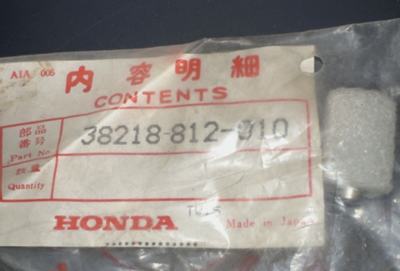 AIA 005
内容明細
CONTENTS
部品番号
Part No
38218-812-010
数量
Quantity
HONDA
Made in Japan